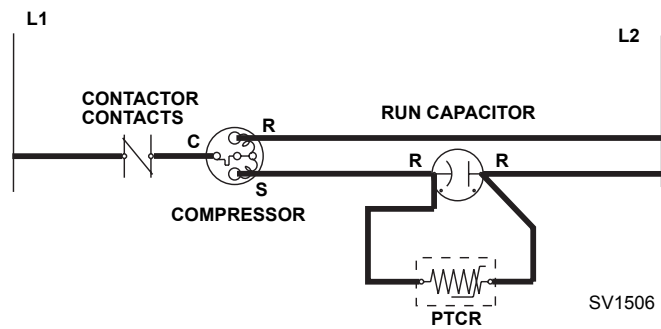 L1
L2
CONTACTOR
CONTACTS
C
R
RUN CAPACITOR
R
R
S
COMPRESSOR
PTCR
SV1506